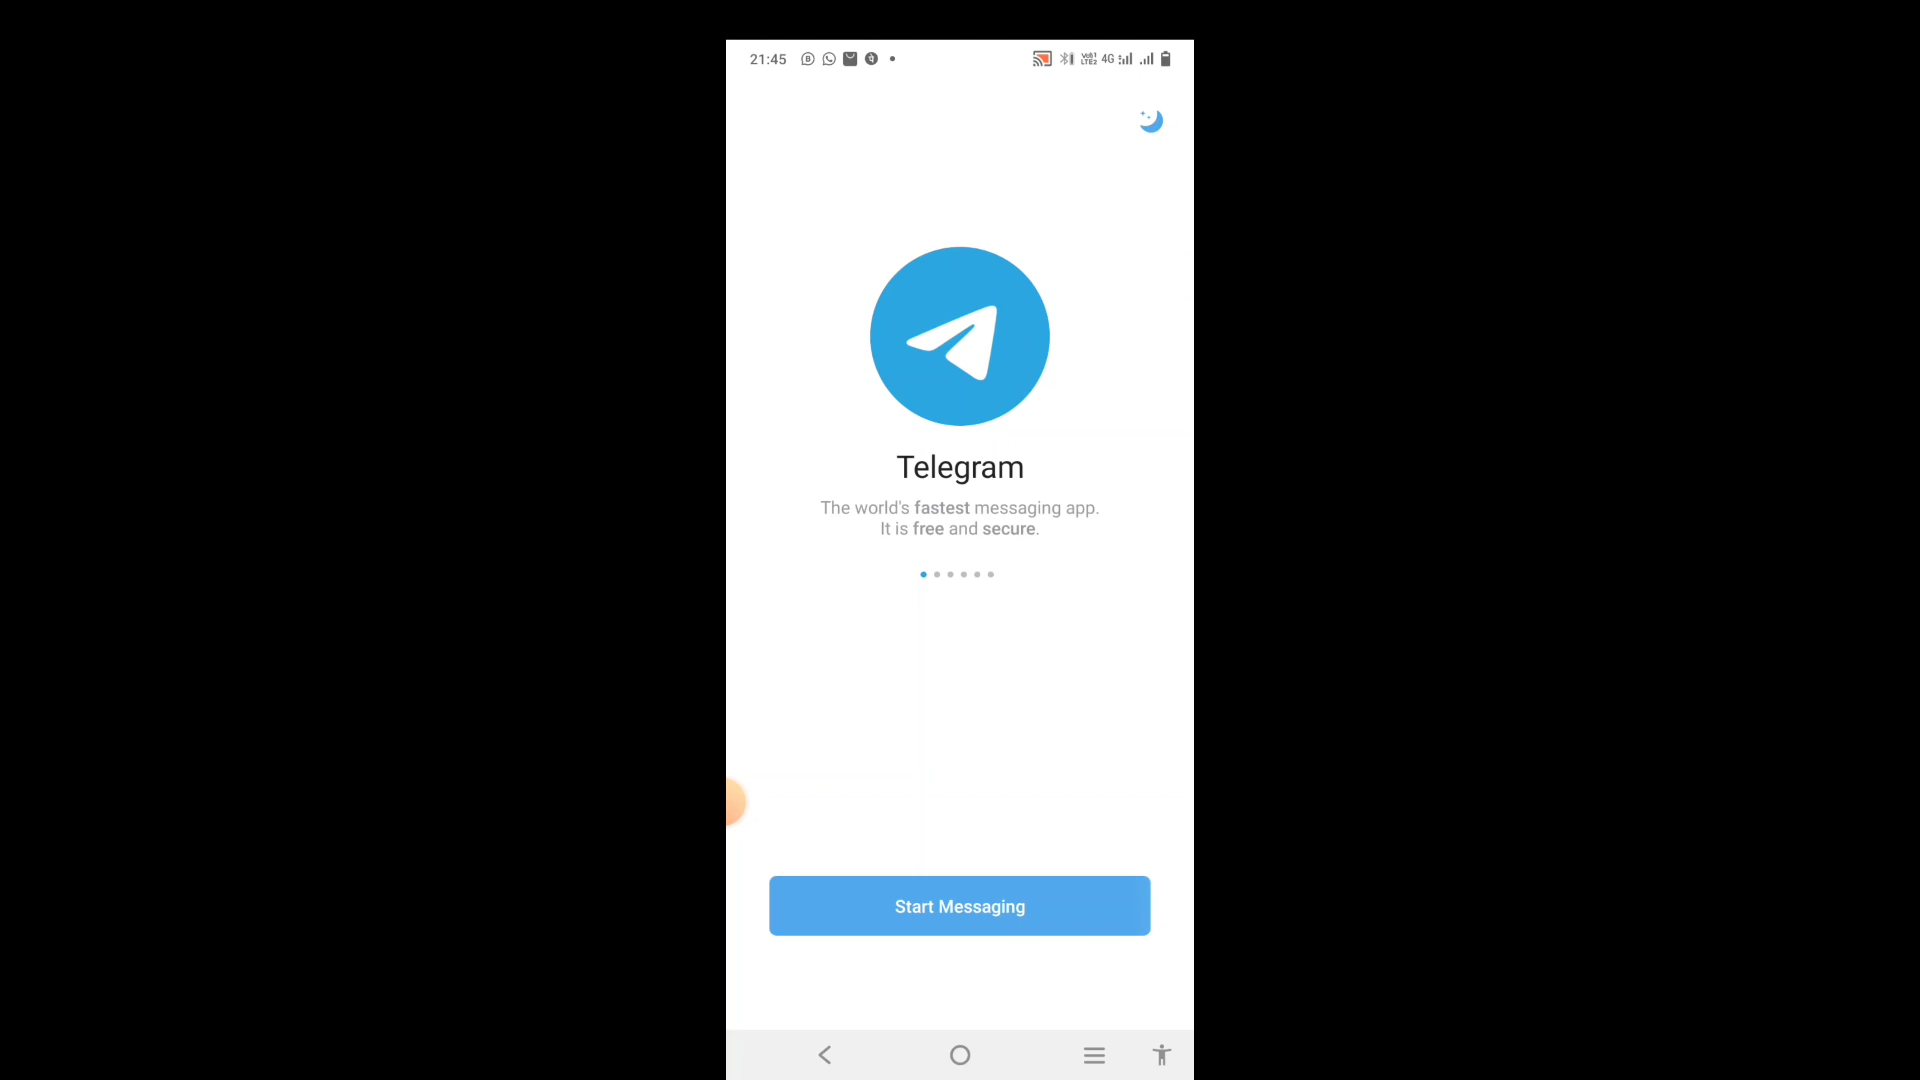 21:45
4G
Telegram
The world's fastest messaging app.
It is free and secure.
Start Messaging